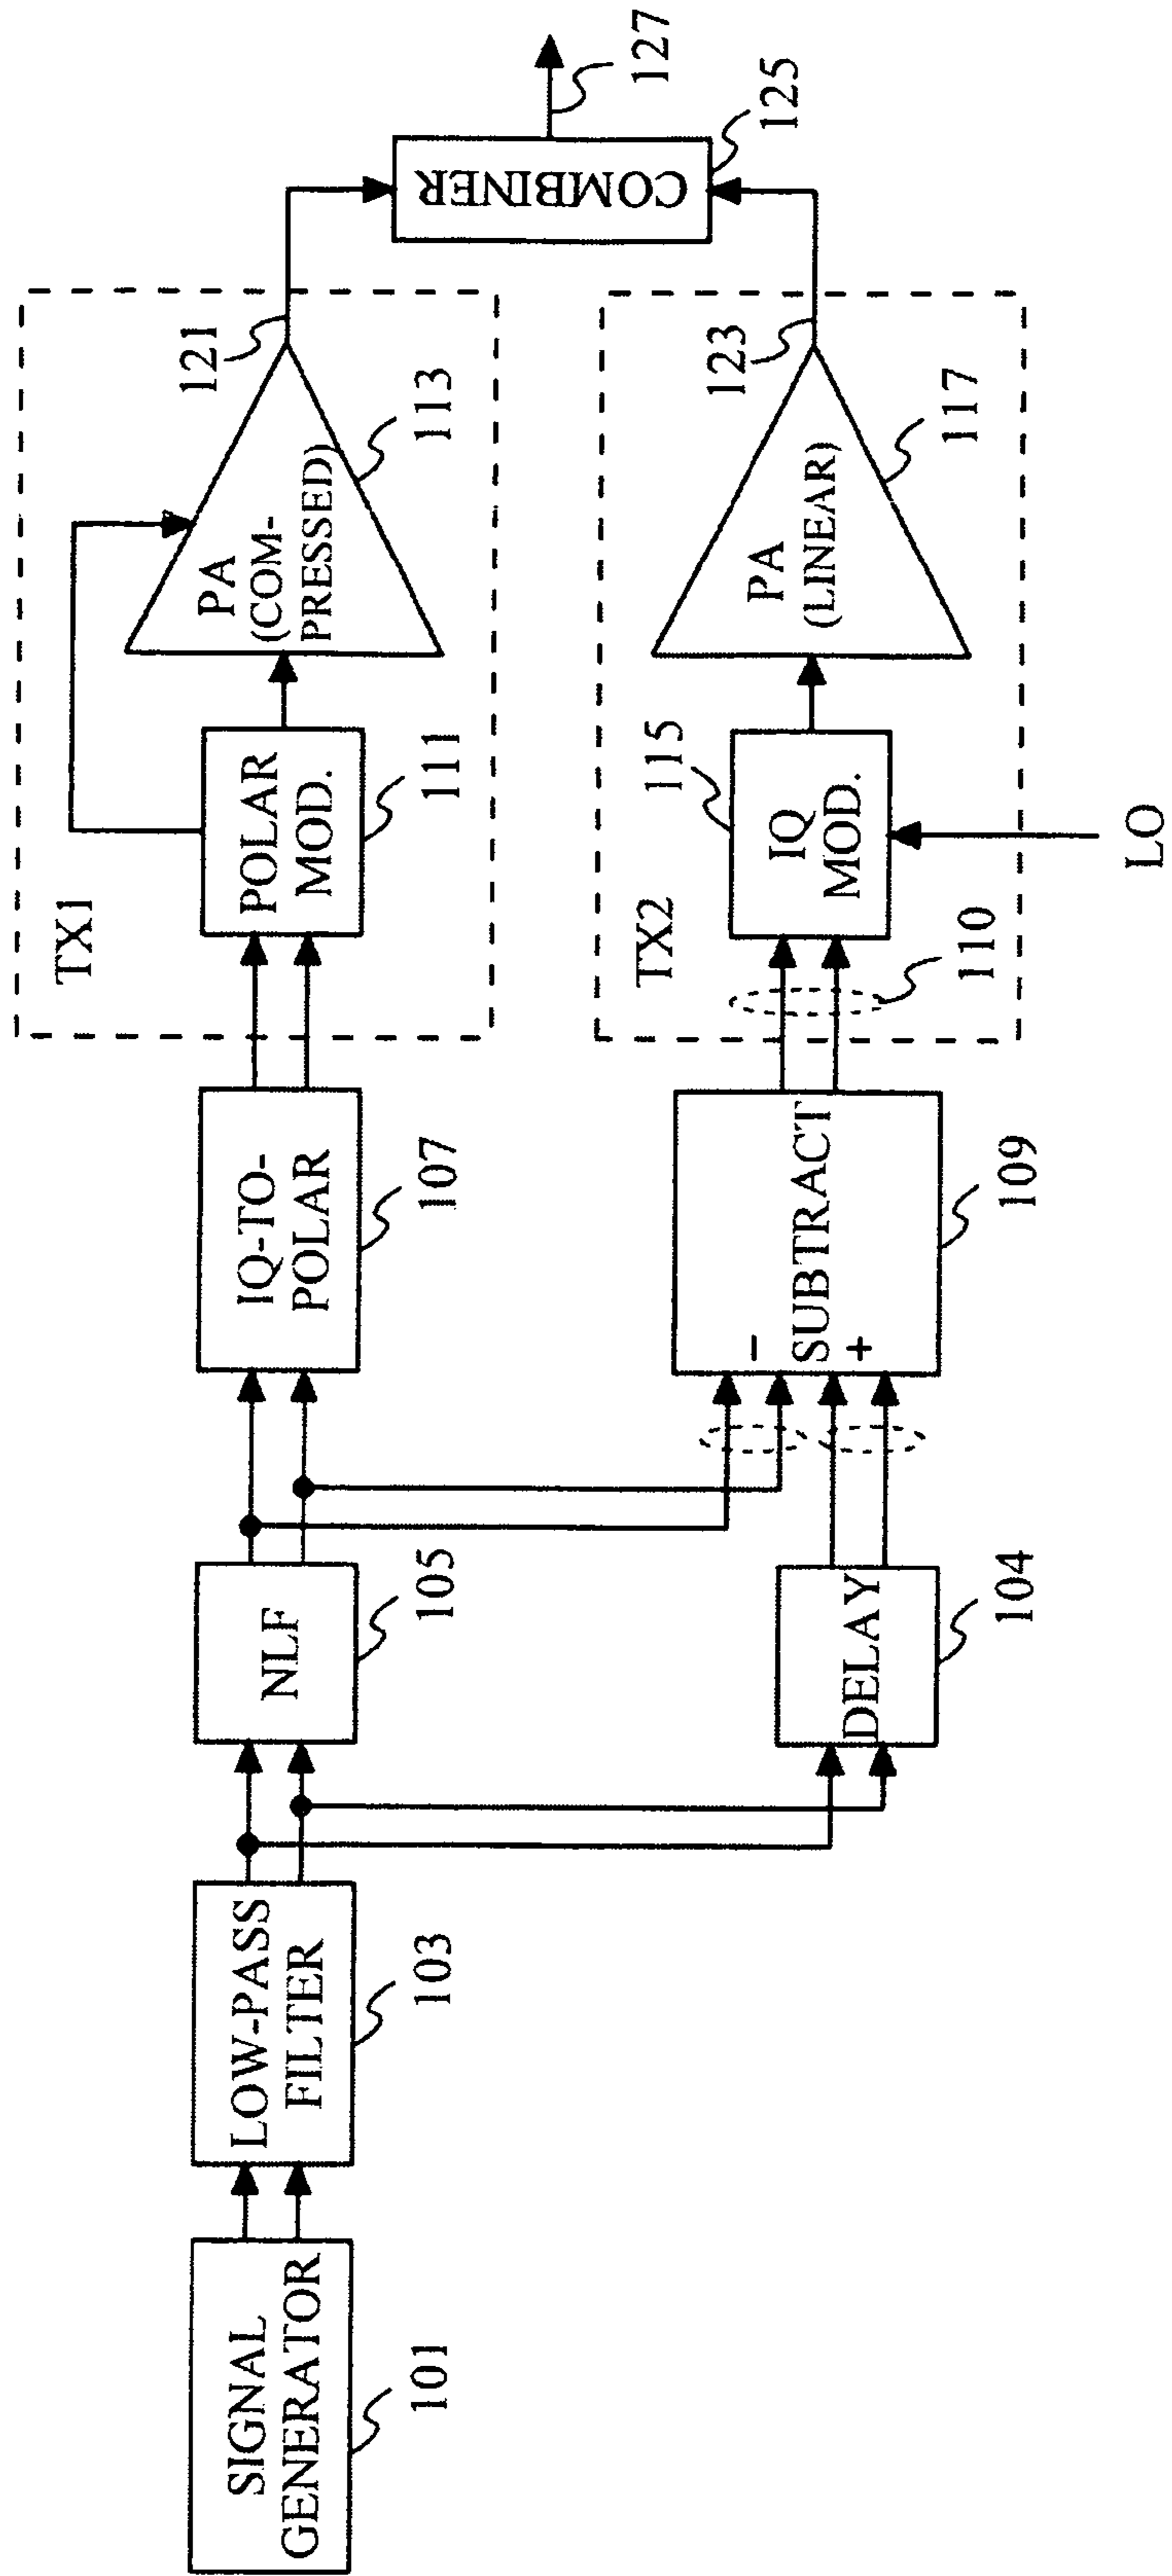 SIGNAL
GENERATOR
101
LOW-PASS
FILTER
103
NLF
105
IQ-TO-
POLAR
107
TX1
POLAR
MOD.
111
PA
(COM-
PRESSED)
113
121
COMBINER
125
127
DELAY
104
-
SUBTRACT
+
109
110
TX2
IQ
MOD.
115
LO
PA
(LINEAR)
117
123